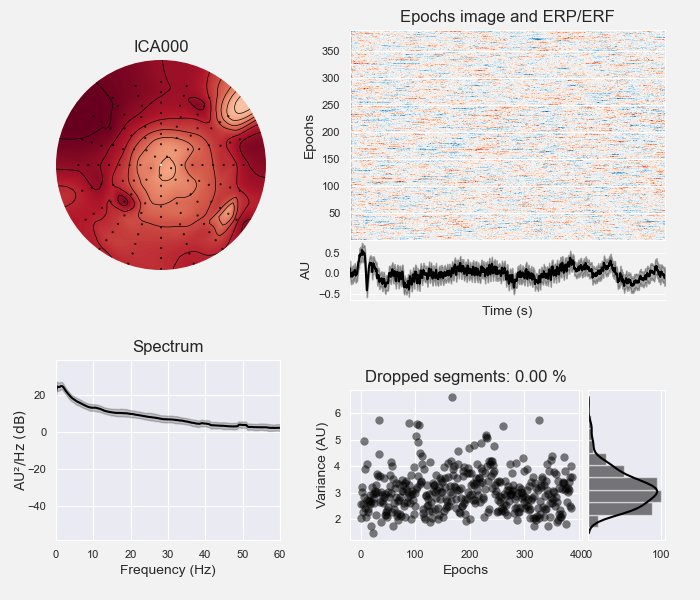 ICA000
Epochs image and ERP/ERF
Epochs
350
300
250
200
150
100
50
AU
0.5
0.0
−0.5
Time (s)
Spectrum
AU²/Hz (dB)
20
0
−20
−40
0 10 20 30 40 50 60
Frequency (Hz)
Dropped segments: 0.00 %
Variance (AU)
6
5
4
3
2
0 100 200 300 400
Epochs
0 100